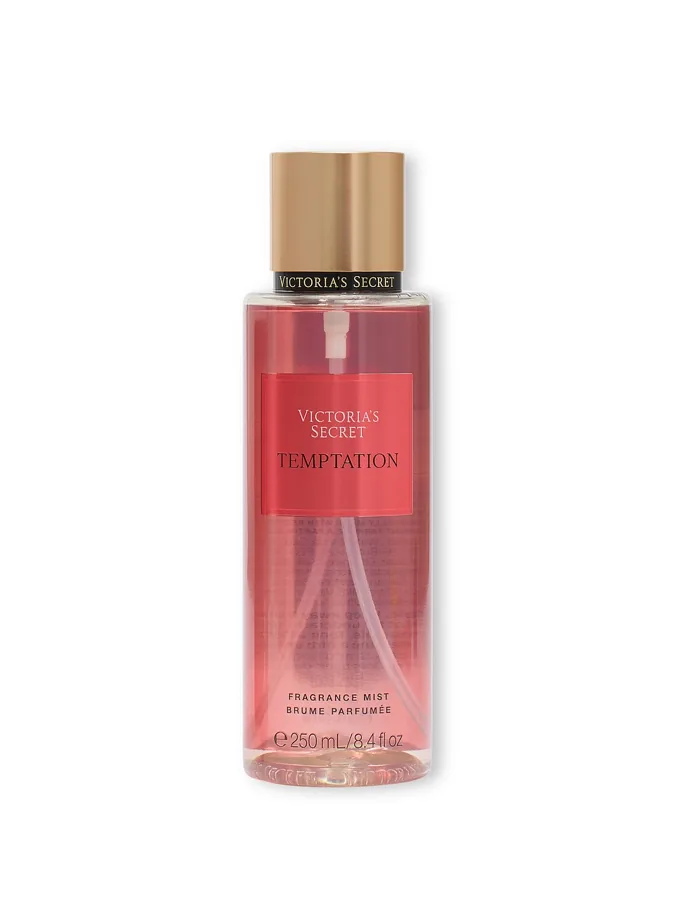 VICTORIA'S SECRET
VICTORIA'S
SECRET
TEMPTATION
FRAGRANCE MIST
BRUME PARFUMÉE
℮ 250 mL/8.4 fl oz